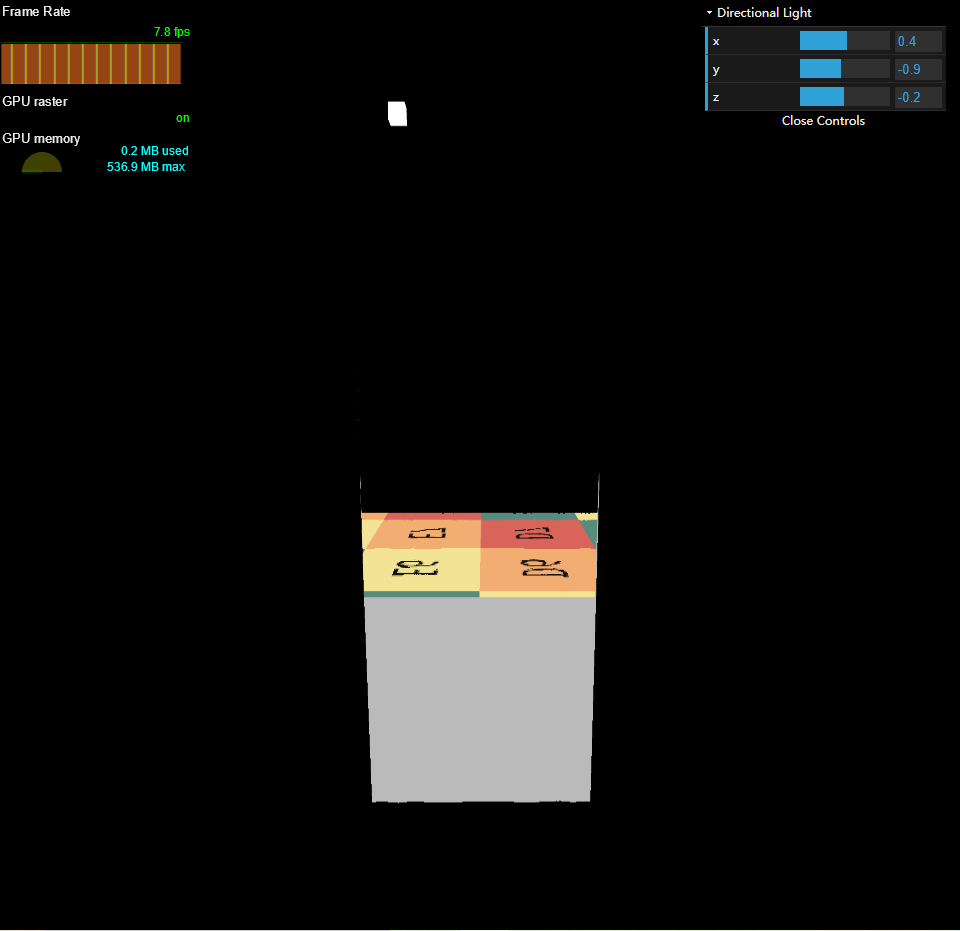 Frame Rate
7.8 fps
GPU raster
on
GPU memory
0.2 MB used
536.9 MB max
Directional Light
x 0.4
y -0.9
z -0.2
Close Controls